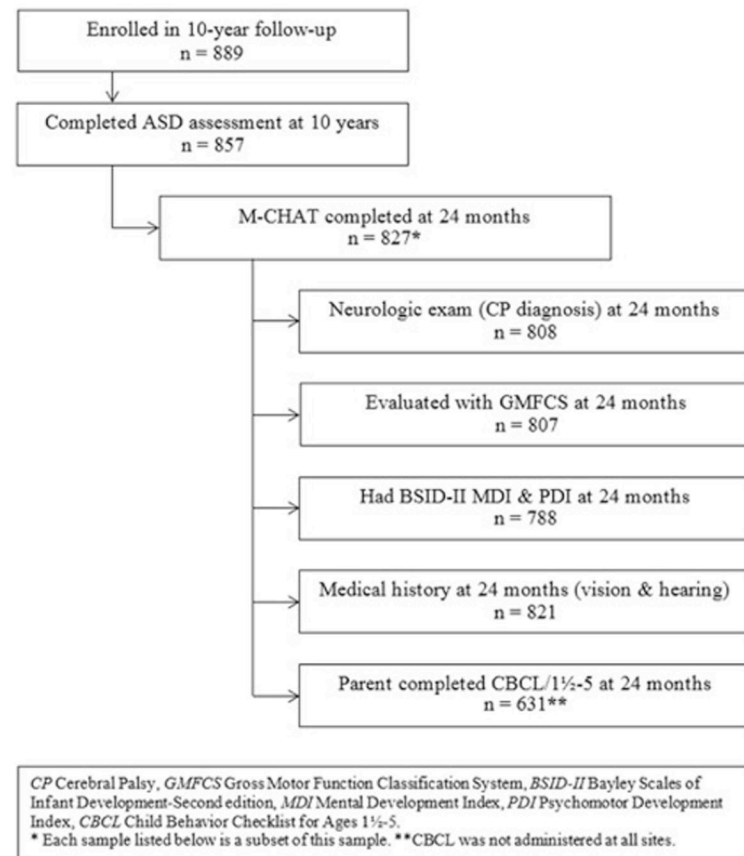 Enrolled in 10-year follow-up
n = 889
Completed ASD assessment at 10 years
n = 857
M-CHAT completed at 24 months
n = 827*
Neurologic exam (CP diagnosis) at 24 months
n = 808
Evaluated with GMFCS at 24 months
n = 807
Had BSID-II MDI & PDI at 24 months
n = 788
Medical history at 24 months (vision & hearing)
n = 821
Parent completed CBCL/1½-5 at 24 months
n = 631**
CP Cerebral Palsy, GMFCS Gross Motor Function Classification System, BSID-II Bayley Scales of
Infant Development-Second edition, MDI Mental Development Index, PDI Psychomotor Development
Index, CBCL Child Behavior Checklist for Ages 1½-5.
* Each sample listed below is a subset of this sample. **CBCL was not administered at all sites.